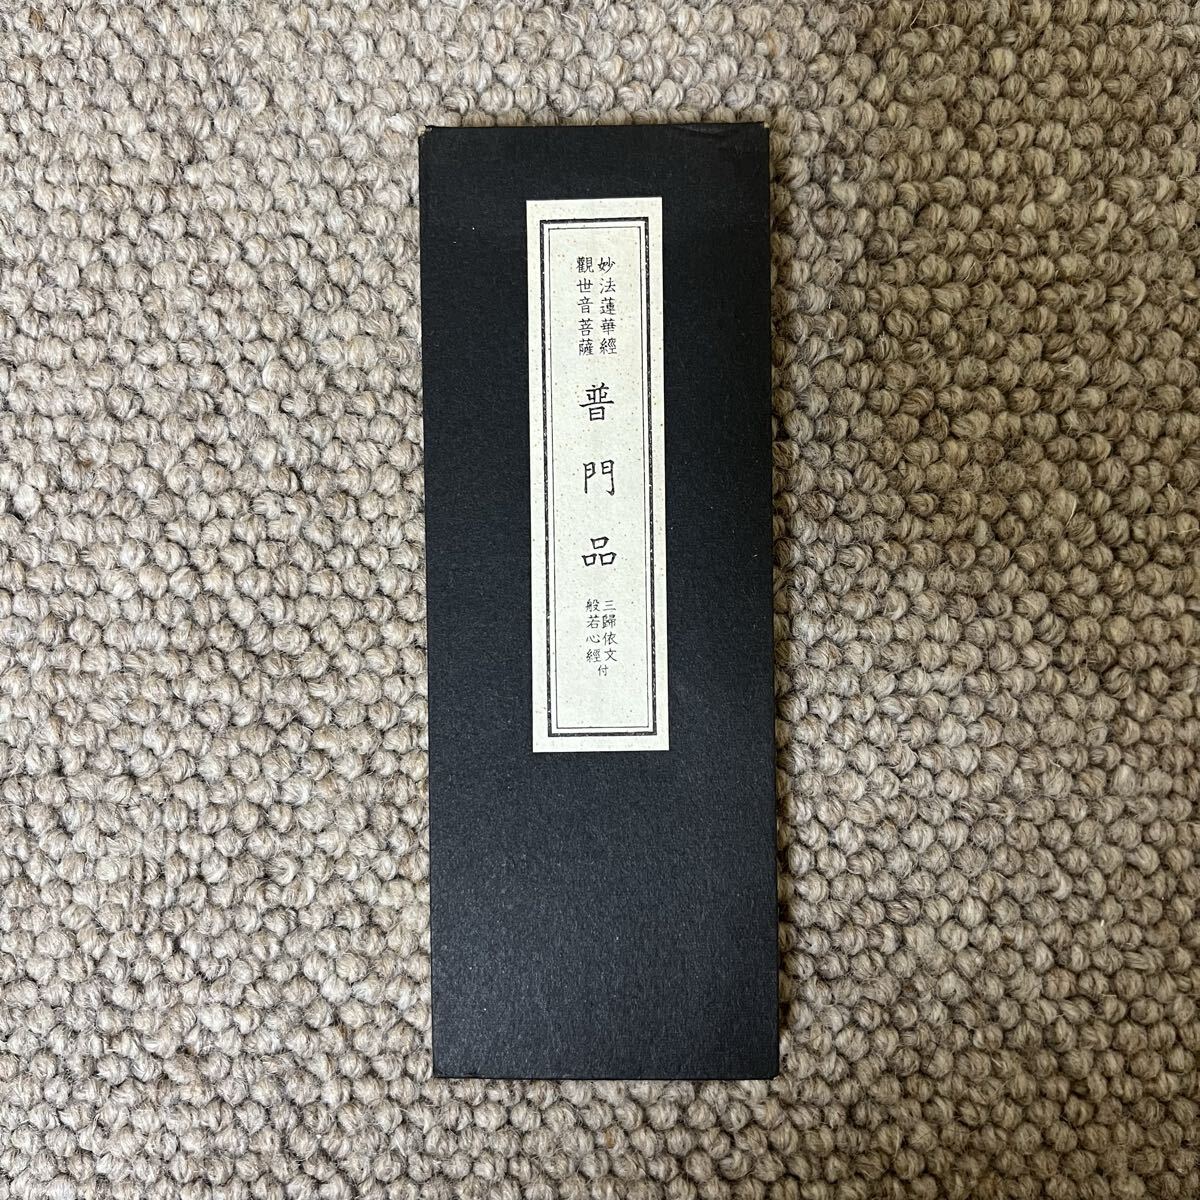 妙法蓮華經
觀世音菩薩
普門品
三歸依文
般若心經付